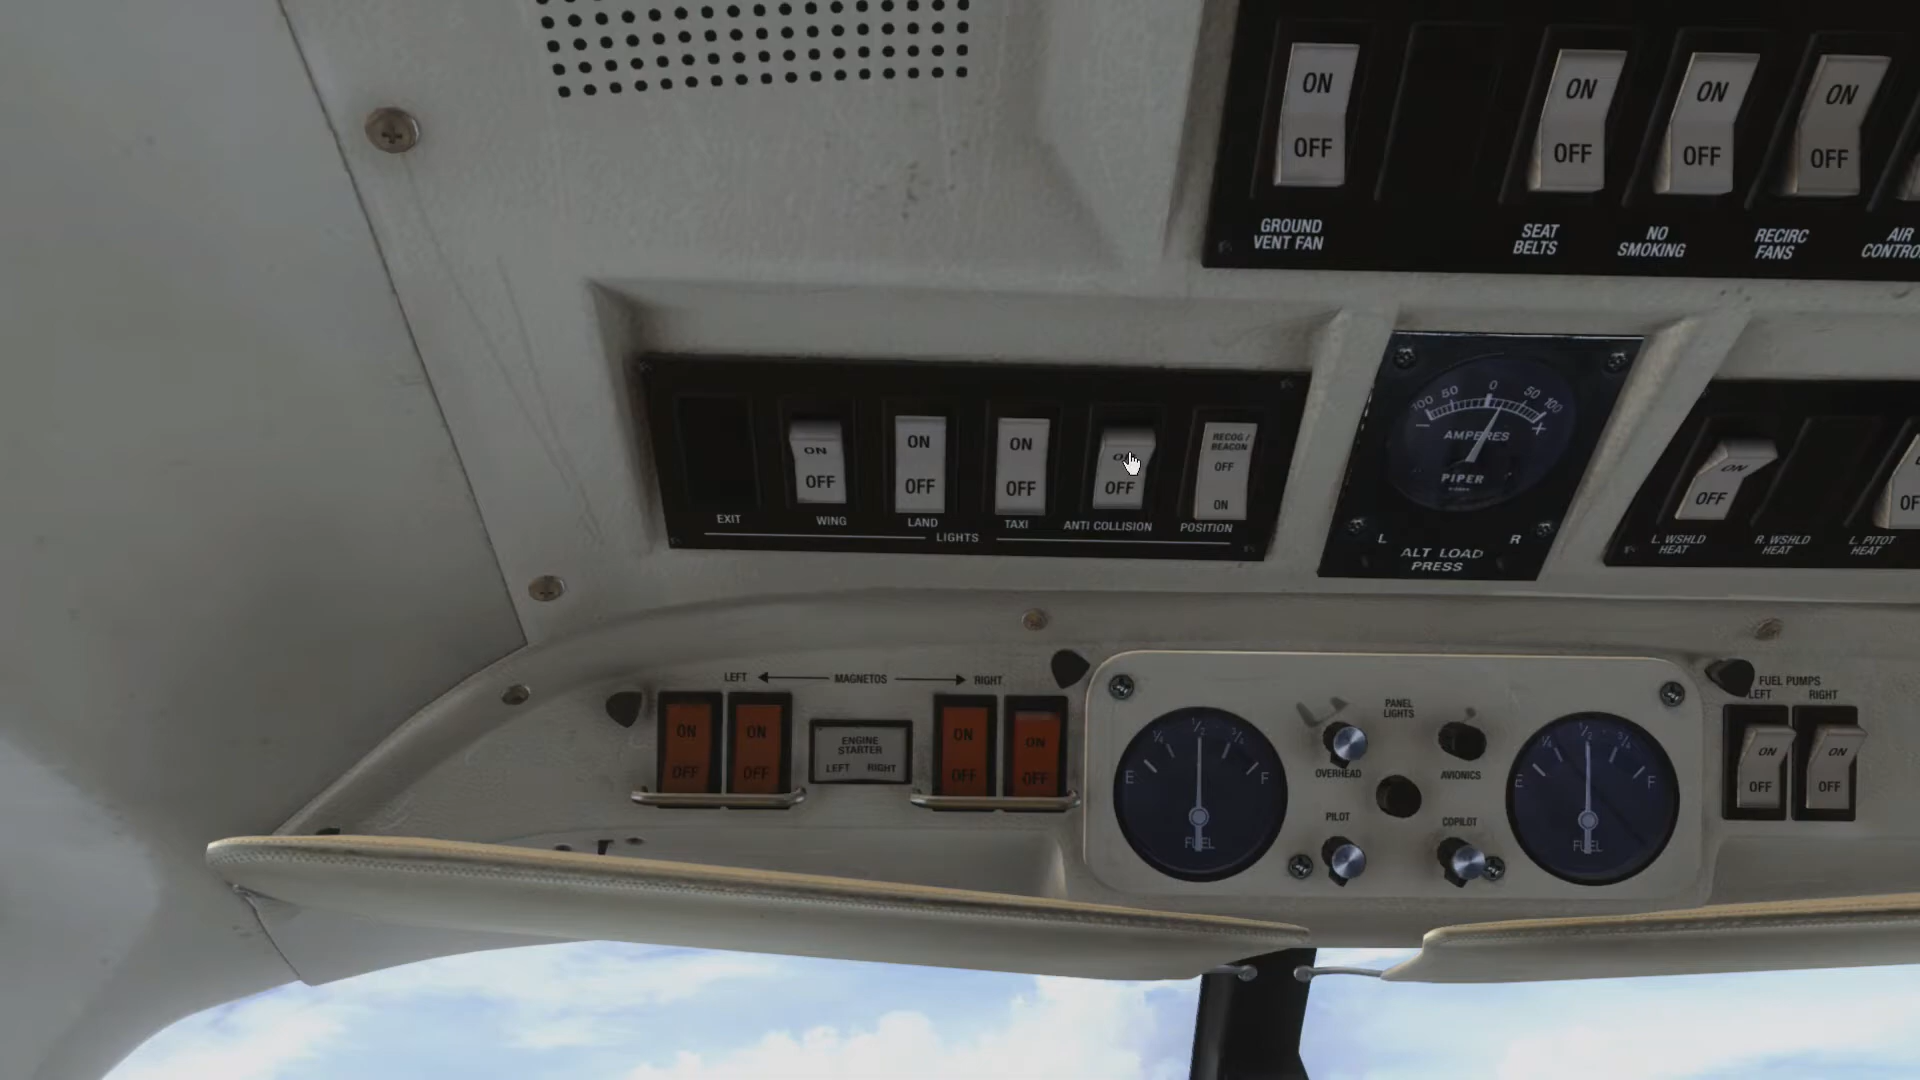 ON
OFF
GROUND
VENT FAN
ON
OFF
SEAT
BELTS
ON
OFF
NO
SMOKING
ON
OFF
RECIRC
FANS
AIR
EXIT
ON
OFF
WING
ON
OFF
LAND
ON
OFF
TAXI
OFF
ANTI COLLISION
RECOG /
BEACON
OFF
ON
POSITION
LIGHTS
100 50 0 50 100
- +
AMPERES
PIPER
L R
ALT LOAD
PRESS
ON
OFF
L. WSHLD
HEAT
R. WSHLD
HEAT
L. PITOT
HEAT
LEFT MAGNETOS RIGHT
ON
OFF
ON
OFF
ENGINE
STARTER
LEFT RIGHT
ON
OFF
ON
OFF
E 1/2 F
FUEL
PANEL
LIGHTS
OVERHEAD
AVIONICS
PILOT
COPILOT
E 1/2 F
FUEL
FUEL PUMPS
LEFT RIGHT
ON
OFF
ON
OFF